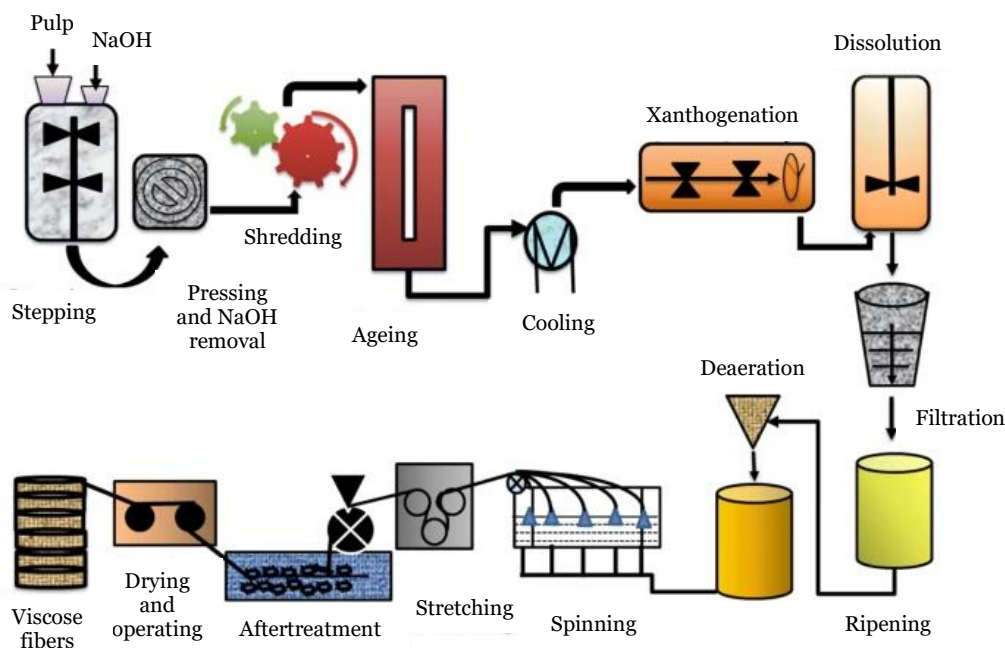 Pulp
NaOH
Stepping
Pressing
and NaOH
removal
Shredding
Ageing
Cooling
Xanthogenation
Dissolution
Filtration
Ripening
Deaeration
Spinning
Stretching
Aftertreatment
Drying
and
operating
Viscose
fibers